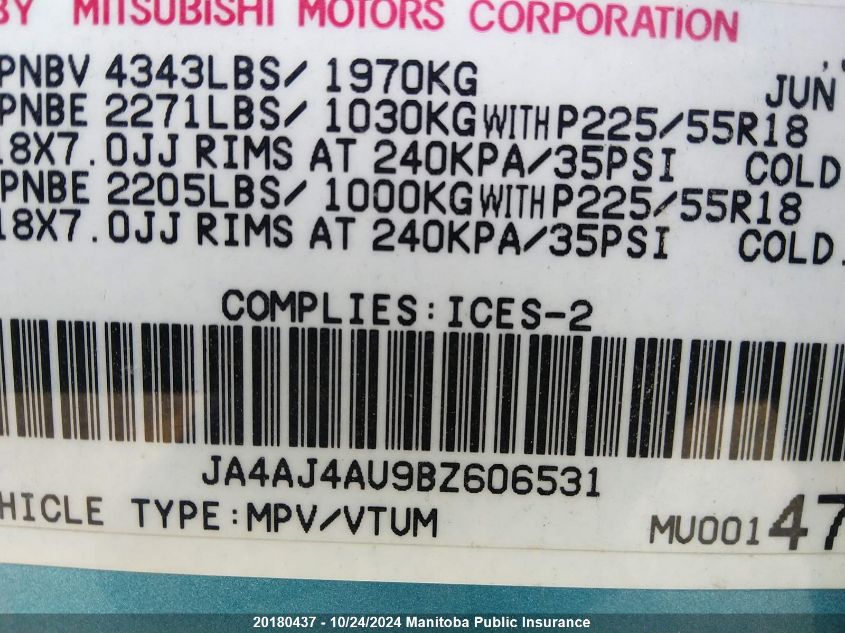 BY MITSUBISHI MOTORS CORPORATION
PNBV 4343LBS/ 1970KG JUN
PNBE 2271LBS/ 1030KG WITH P225/55R18
18X7.0JJ RIMS AT 240KPA/35PSI COLD
PNBE 2205LBS/ 1000KG WITH P225/55R18
18X7.0JJ RIMS AT 240KPA/35PSI COLD.
COMPLIES:ICES-2
JA4AJ4AU9BZ606531
HICLE TYPE:MPV/VTUM MU001 47
20180437 - 10/24/2024 Manitoba Public Insurance